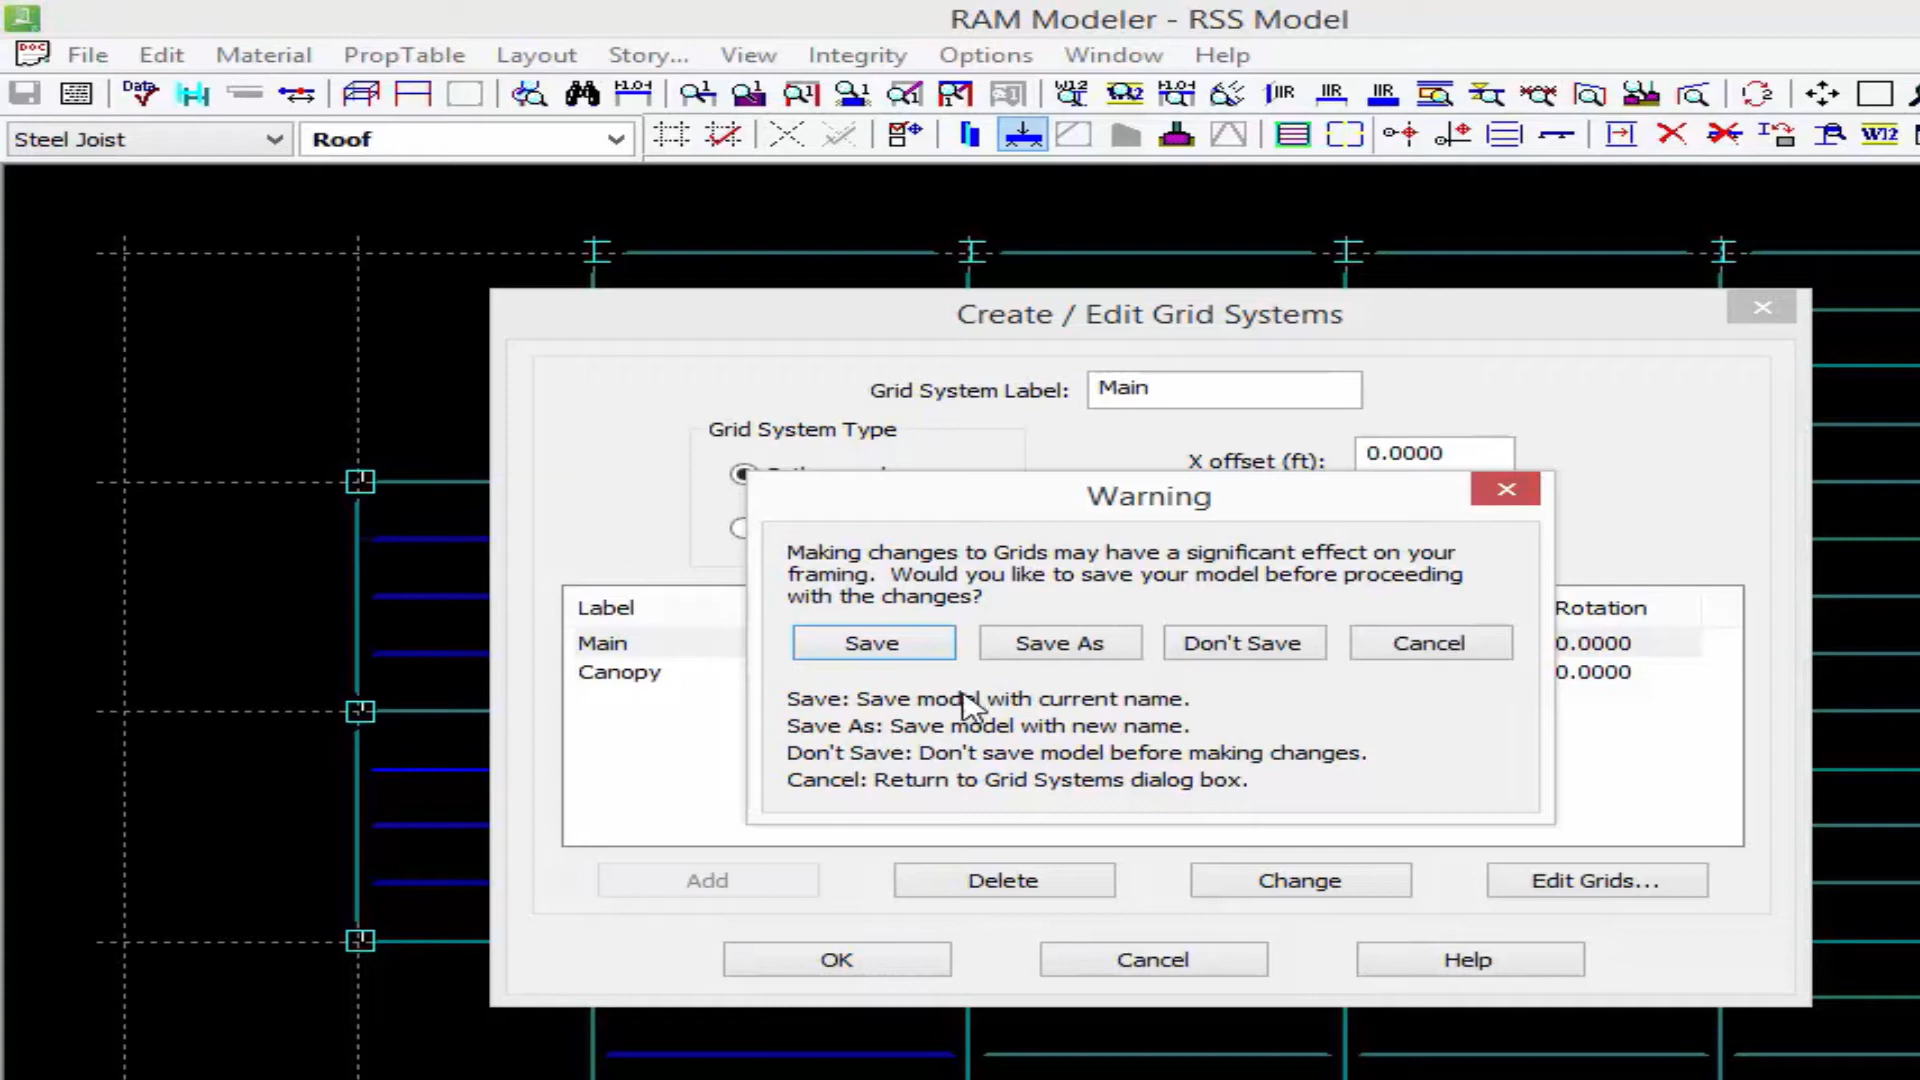 RAM Modeler - RSS Model
File Edit Material PropTable Layout Story... View Integrity Options Window Help
Steel Joist Roof
Create / Edit Grid Systems
Grid System Label: Main
Grid System Type
X offset (ft): 0.0000
Warning
Making changes to Grids may have a significant effect on your
framing. Would you like to save your model before proceeding
with the changes?
Label Rotation
Main 0.0000
Canopy 0.0000
Save Save As Don't Save Cancel
Save: Save model with current name.
Save As: Save model with new name.
Don't Save: Don't save model before making changes.
Cancel: Return to Grid Systems dialog box.
Add Delete Change Edit Grids...
OK Cancel Help